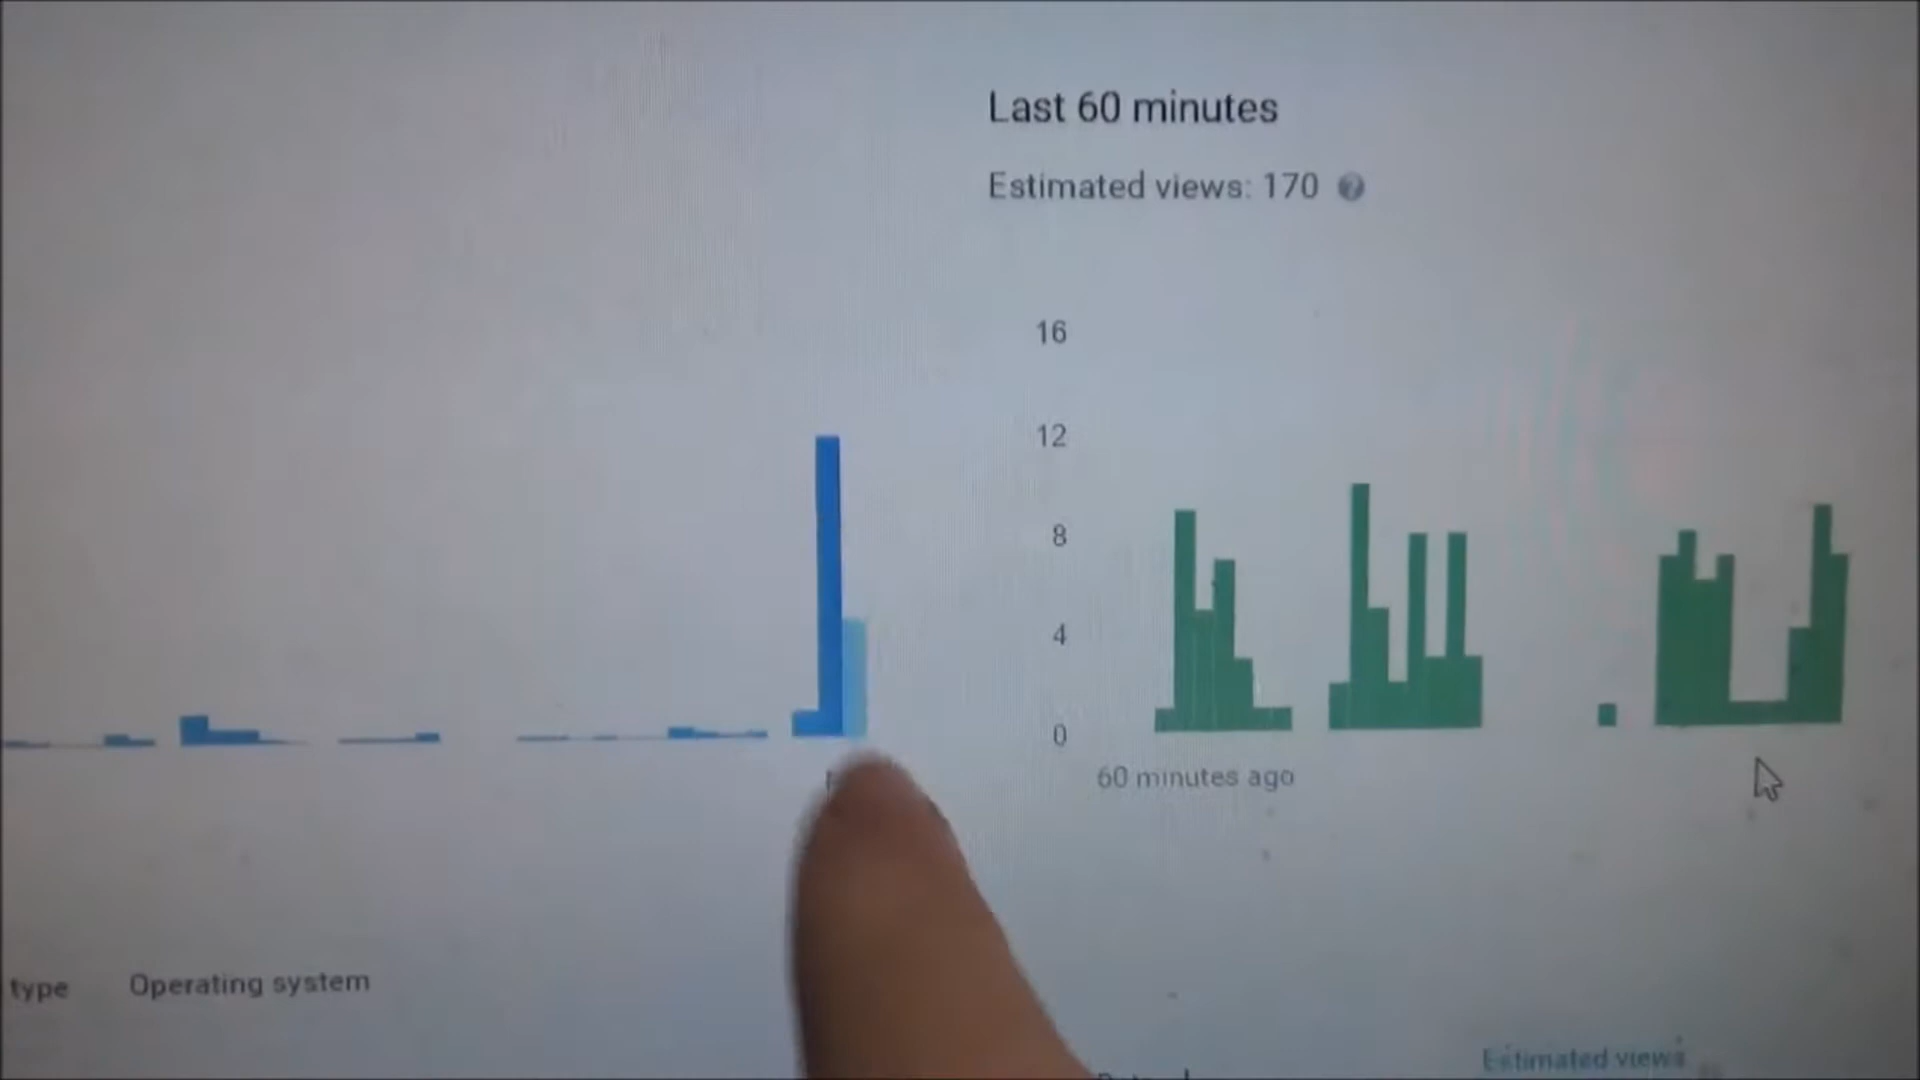 Last 60 minutes
Estimated views: 170
16
12
8
4
0
60 minutes ago
type
Operating system
Estimated views